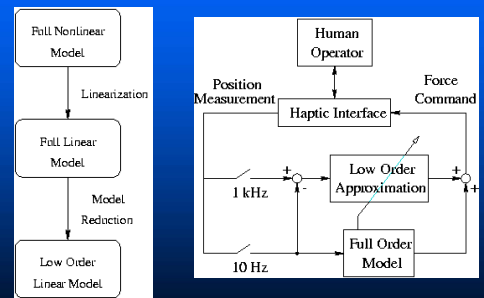 Full Nonlinear
Model
Linearization
Full Linear
Model
Model
Reduction
Low Order
Linear Model
Human
Operator
Position
Measurement
Force
Command
Haptic Interface
+
-
1 kHz
Low Order
Approximation
+
+
10 Hz
Full Order
Model